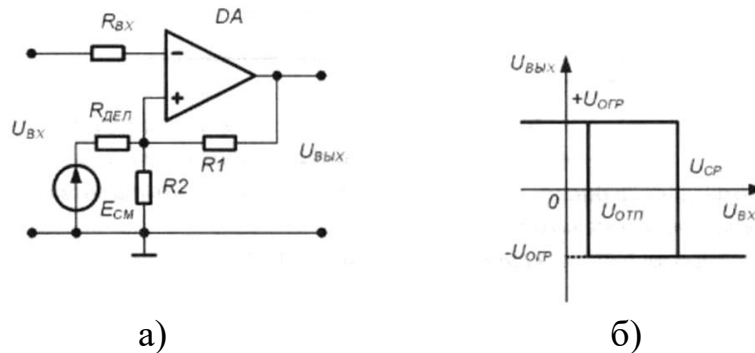 DA
R_ВХ
−
+
R_ДЕЛ
U_ВХ
R1
U_ВЫХ
R2
E_СМ
а)
U_ВЫХ
+U_ОГР
U_СР
0
U_ОТП
U_ВХ
-U_ОГР
б)